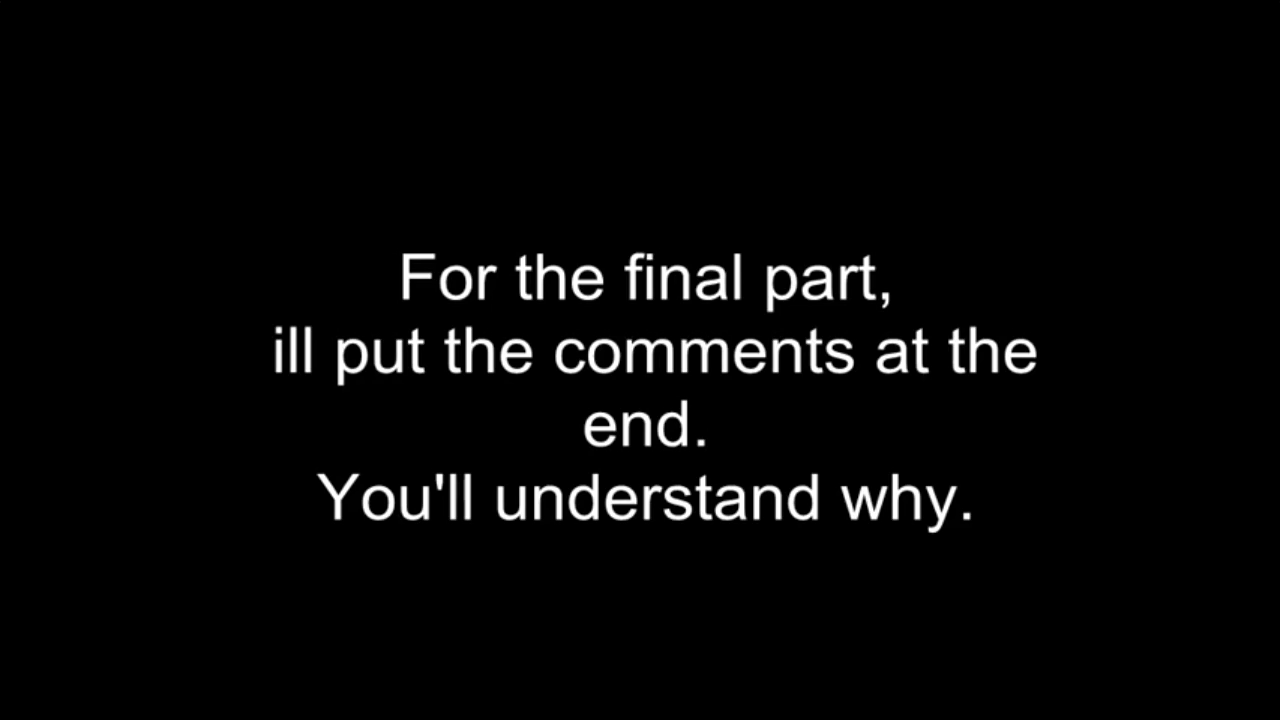 For the final part,
ill put the comments at the
end.
You'll understand why.